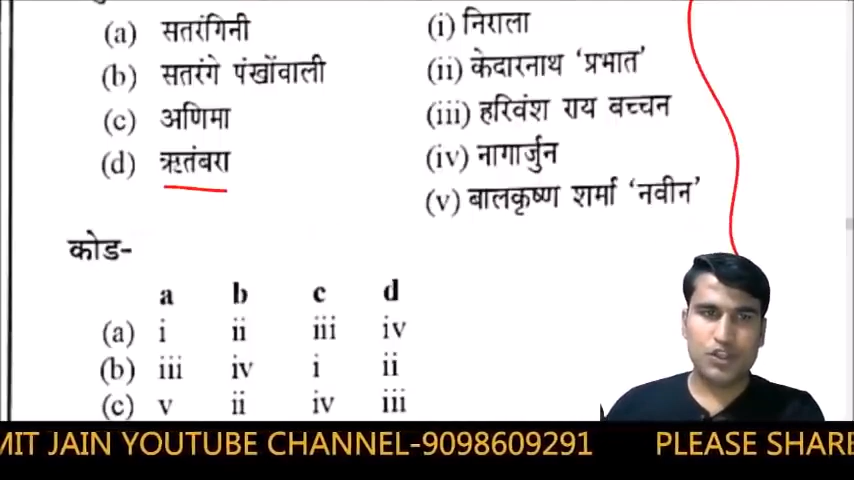 (a) सतरंगिनी (i) निराला
(b) सतरंगे पंखोंवाली (ii) केदारनाथ 'प्रभात'
(c) अणिमा (iii) हरिवंश राय बच्चन
(d) ऋतंबरा (iv) नागार्जुन
(v) बालकृष्ण शर्मा 'नवीन'
कोड-
a b c d
(a) i ii iii iv
(b) iii iv i ii
(c) v ii iv iii
MIT JAIN YOUTUBE CHANNEL-9098609291 PLEASE SHARE